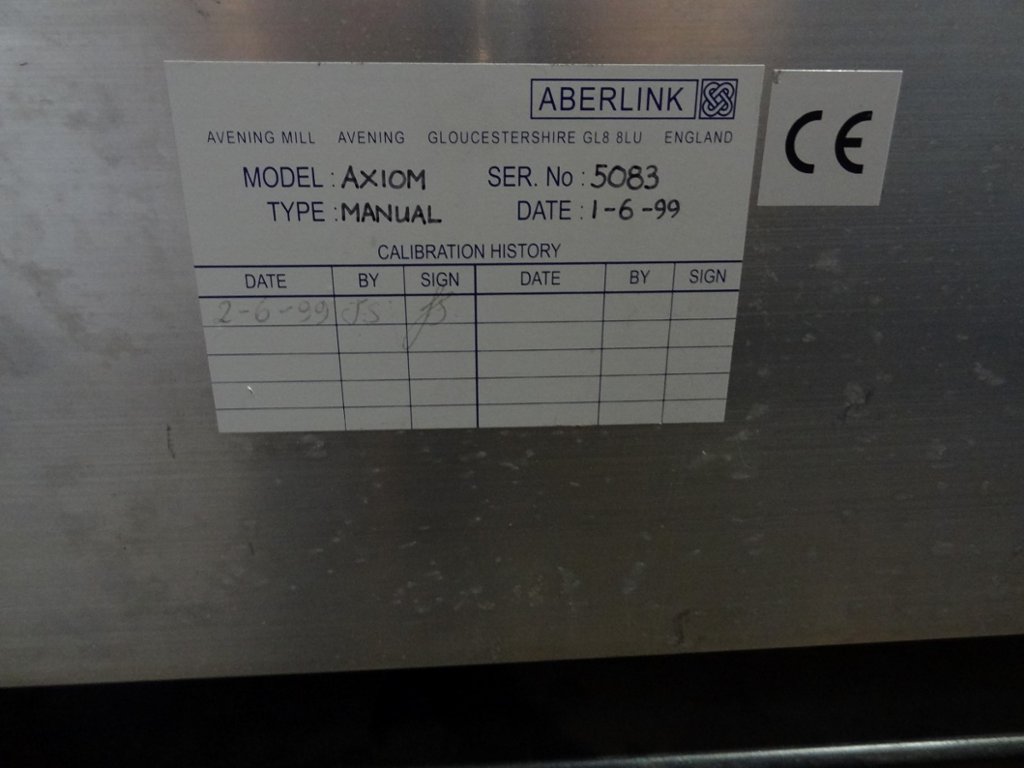 ABERLINK
AVENING MILL AVENING GLOUCESTERSHIRE GL8 8LU ENGLAND
MODEL : AXIOM SER. No : 5083
TYPE : MANUAL DATE : 1-6-99
CALIBRATION HISTORY
DATE BY SIGN DATE BY SIGN
2-6-99 J.S
CE